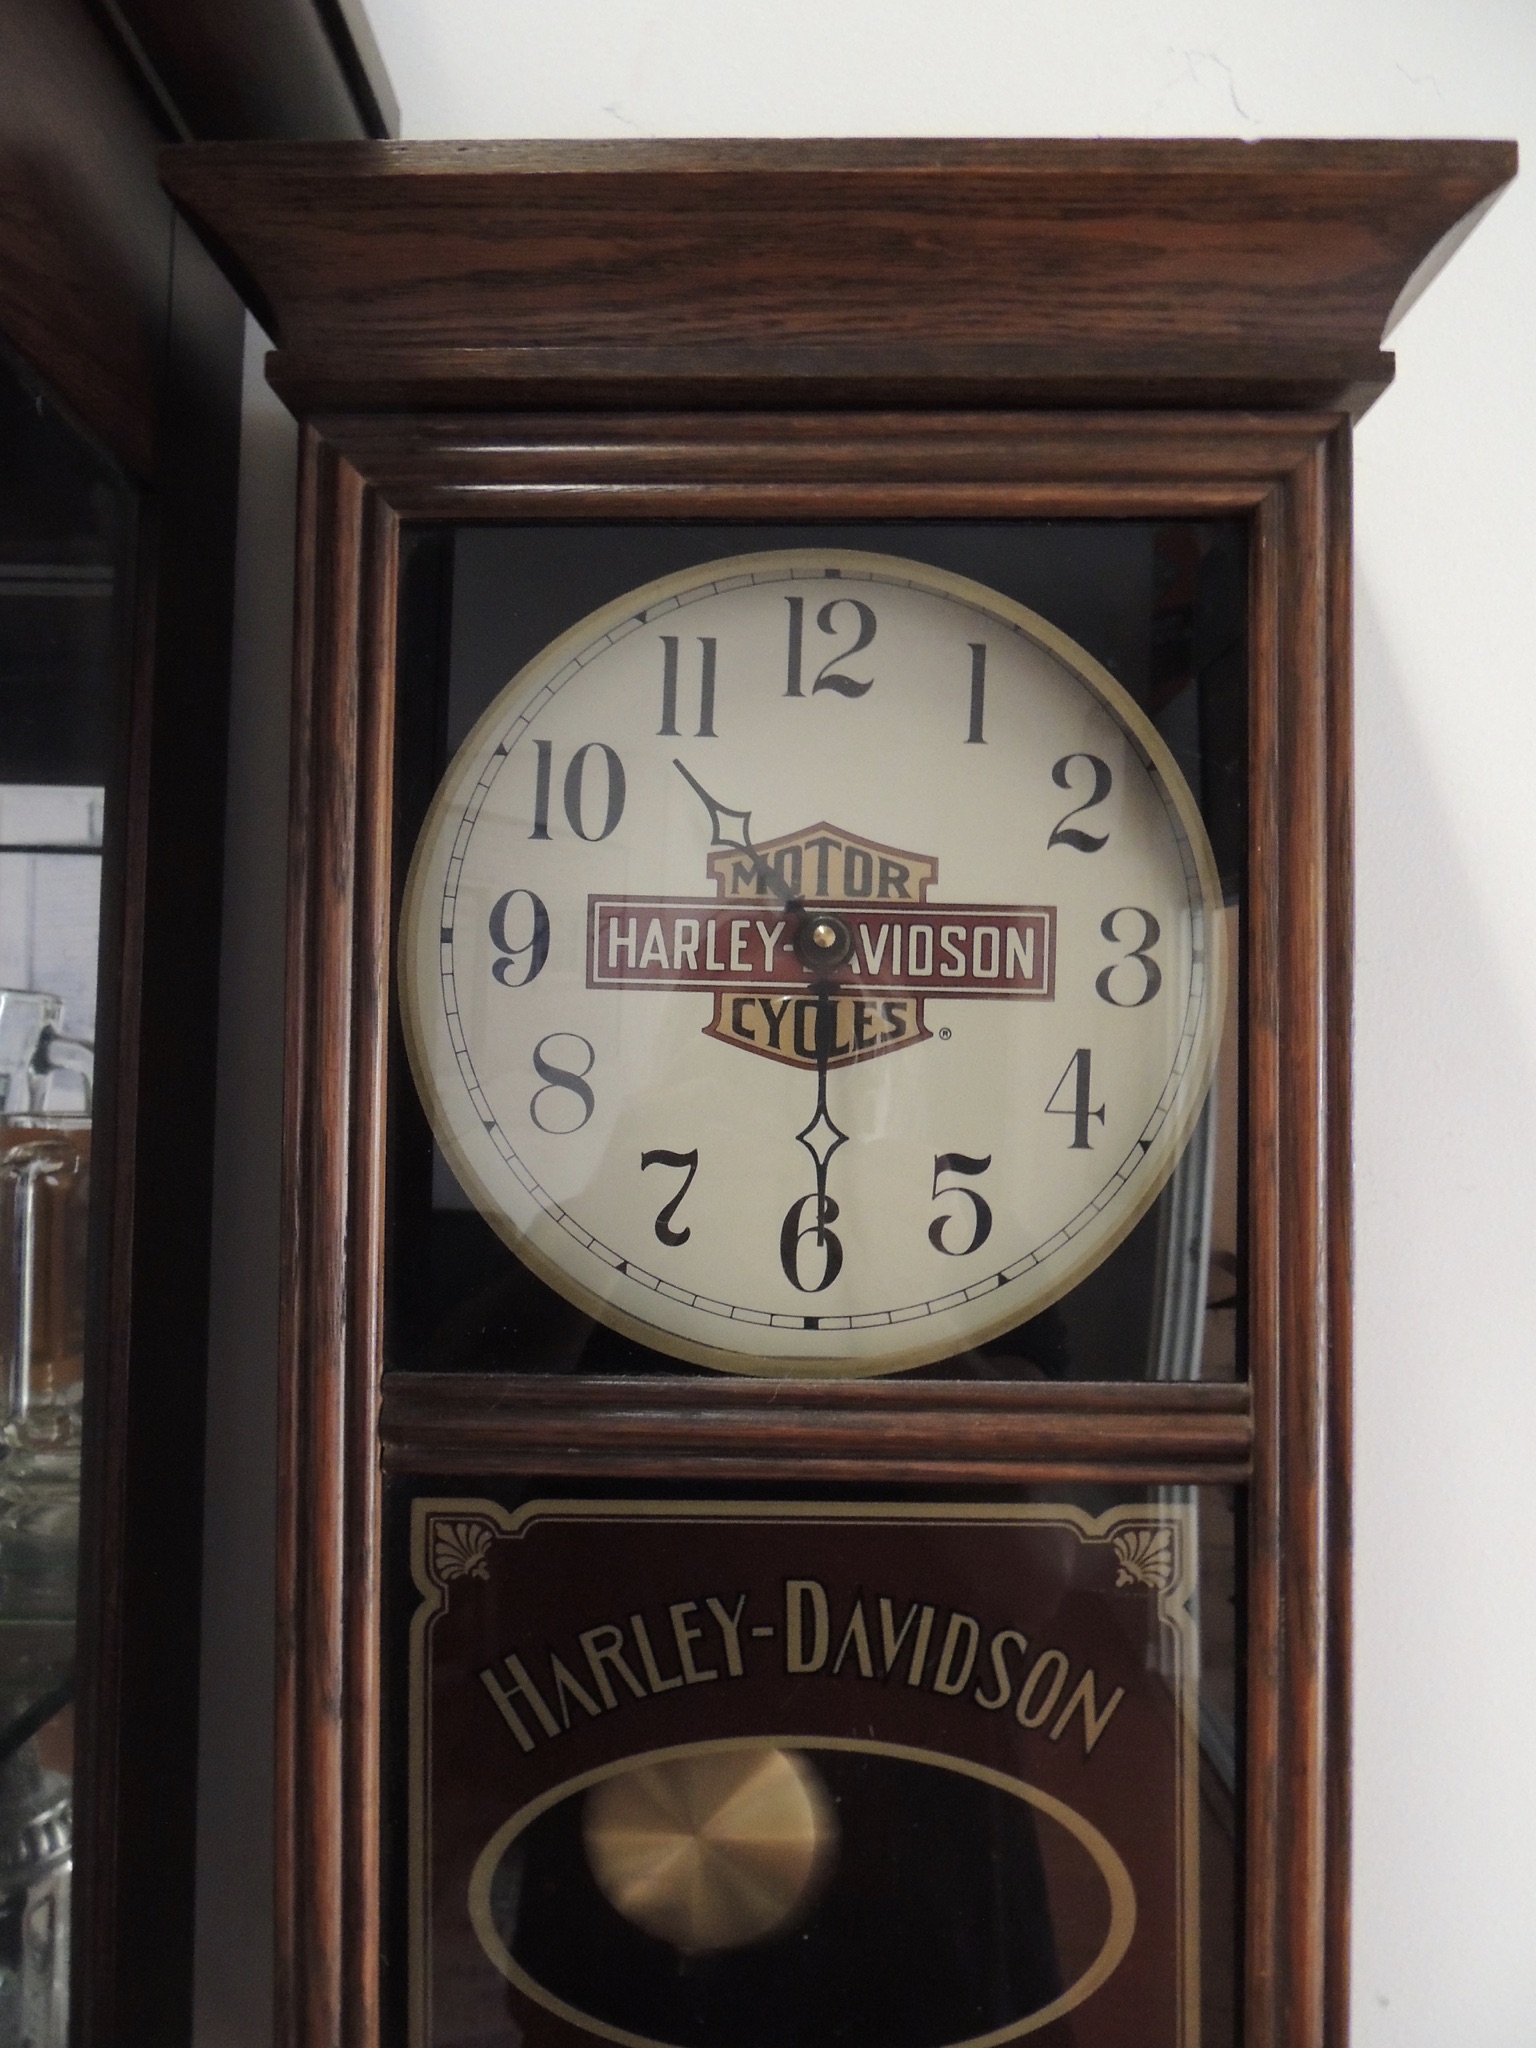 12
11 1
10 2
MOTOR
9 HARLEY-DAVIDSON 3
CYCLES ®
8 4
7 5
6
HARLEY-DAVIDSON